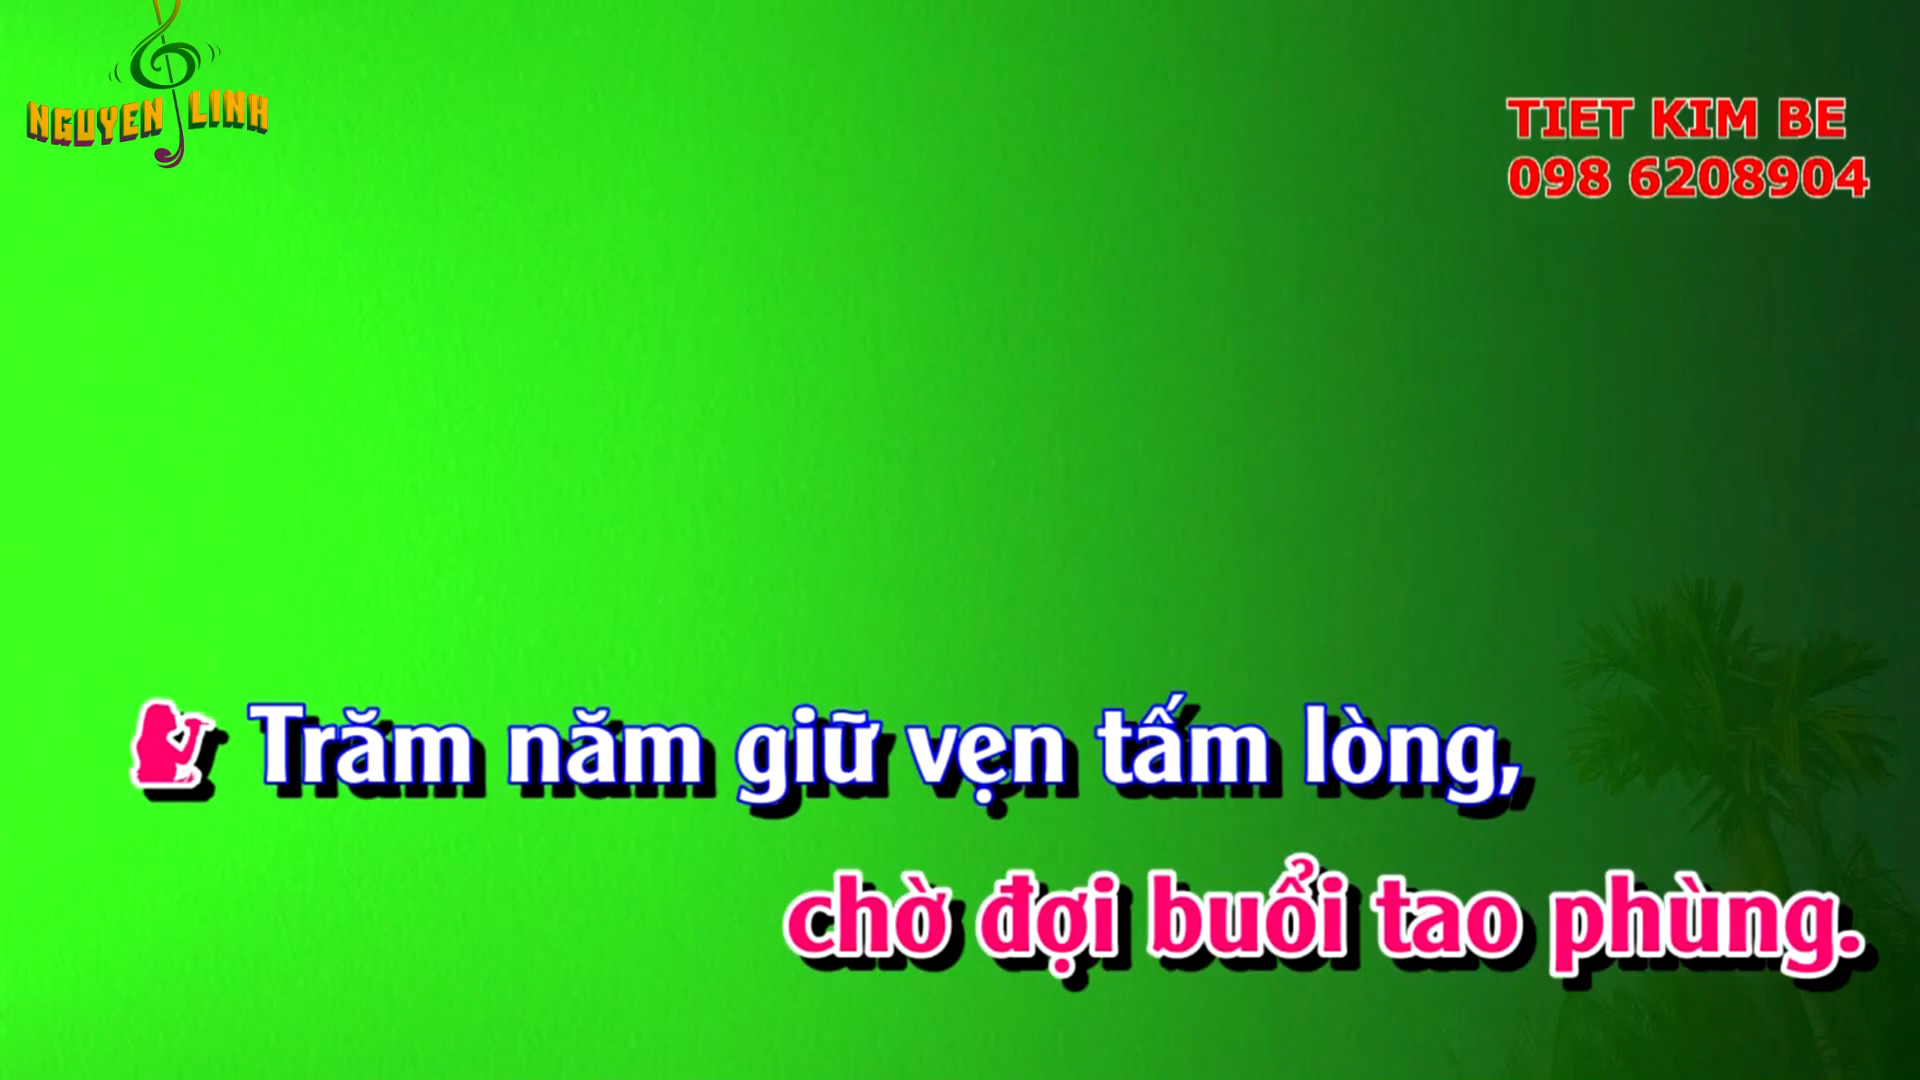 NGUYEN LINH
TIET KIM BE
098 6208904
Trăm năm giữ vẹn tấm lòng,
chờ đợi buổi tao phùng.